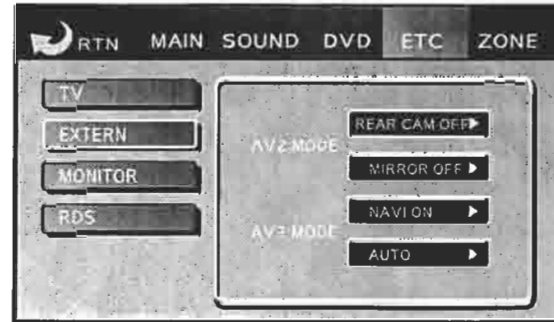 RTN MAIN SOUND DVD ETC ZONE
TV
EXTERN
MONITOR
RDS
AV2 MODE
REAR CAM OFF
MIRROR OFF
MODE
NAVI ON
AUTO